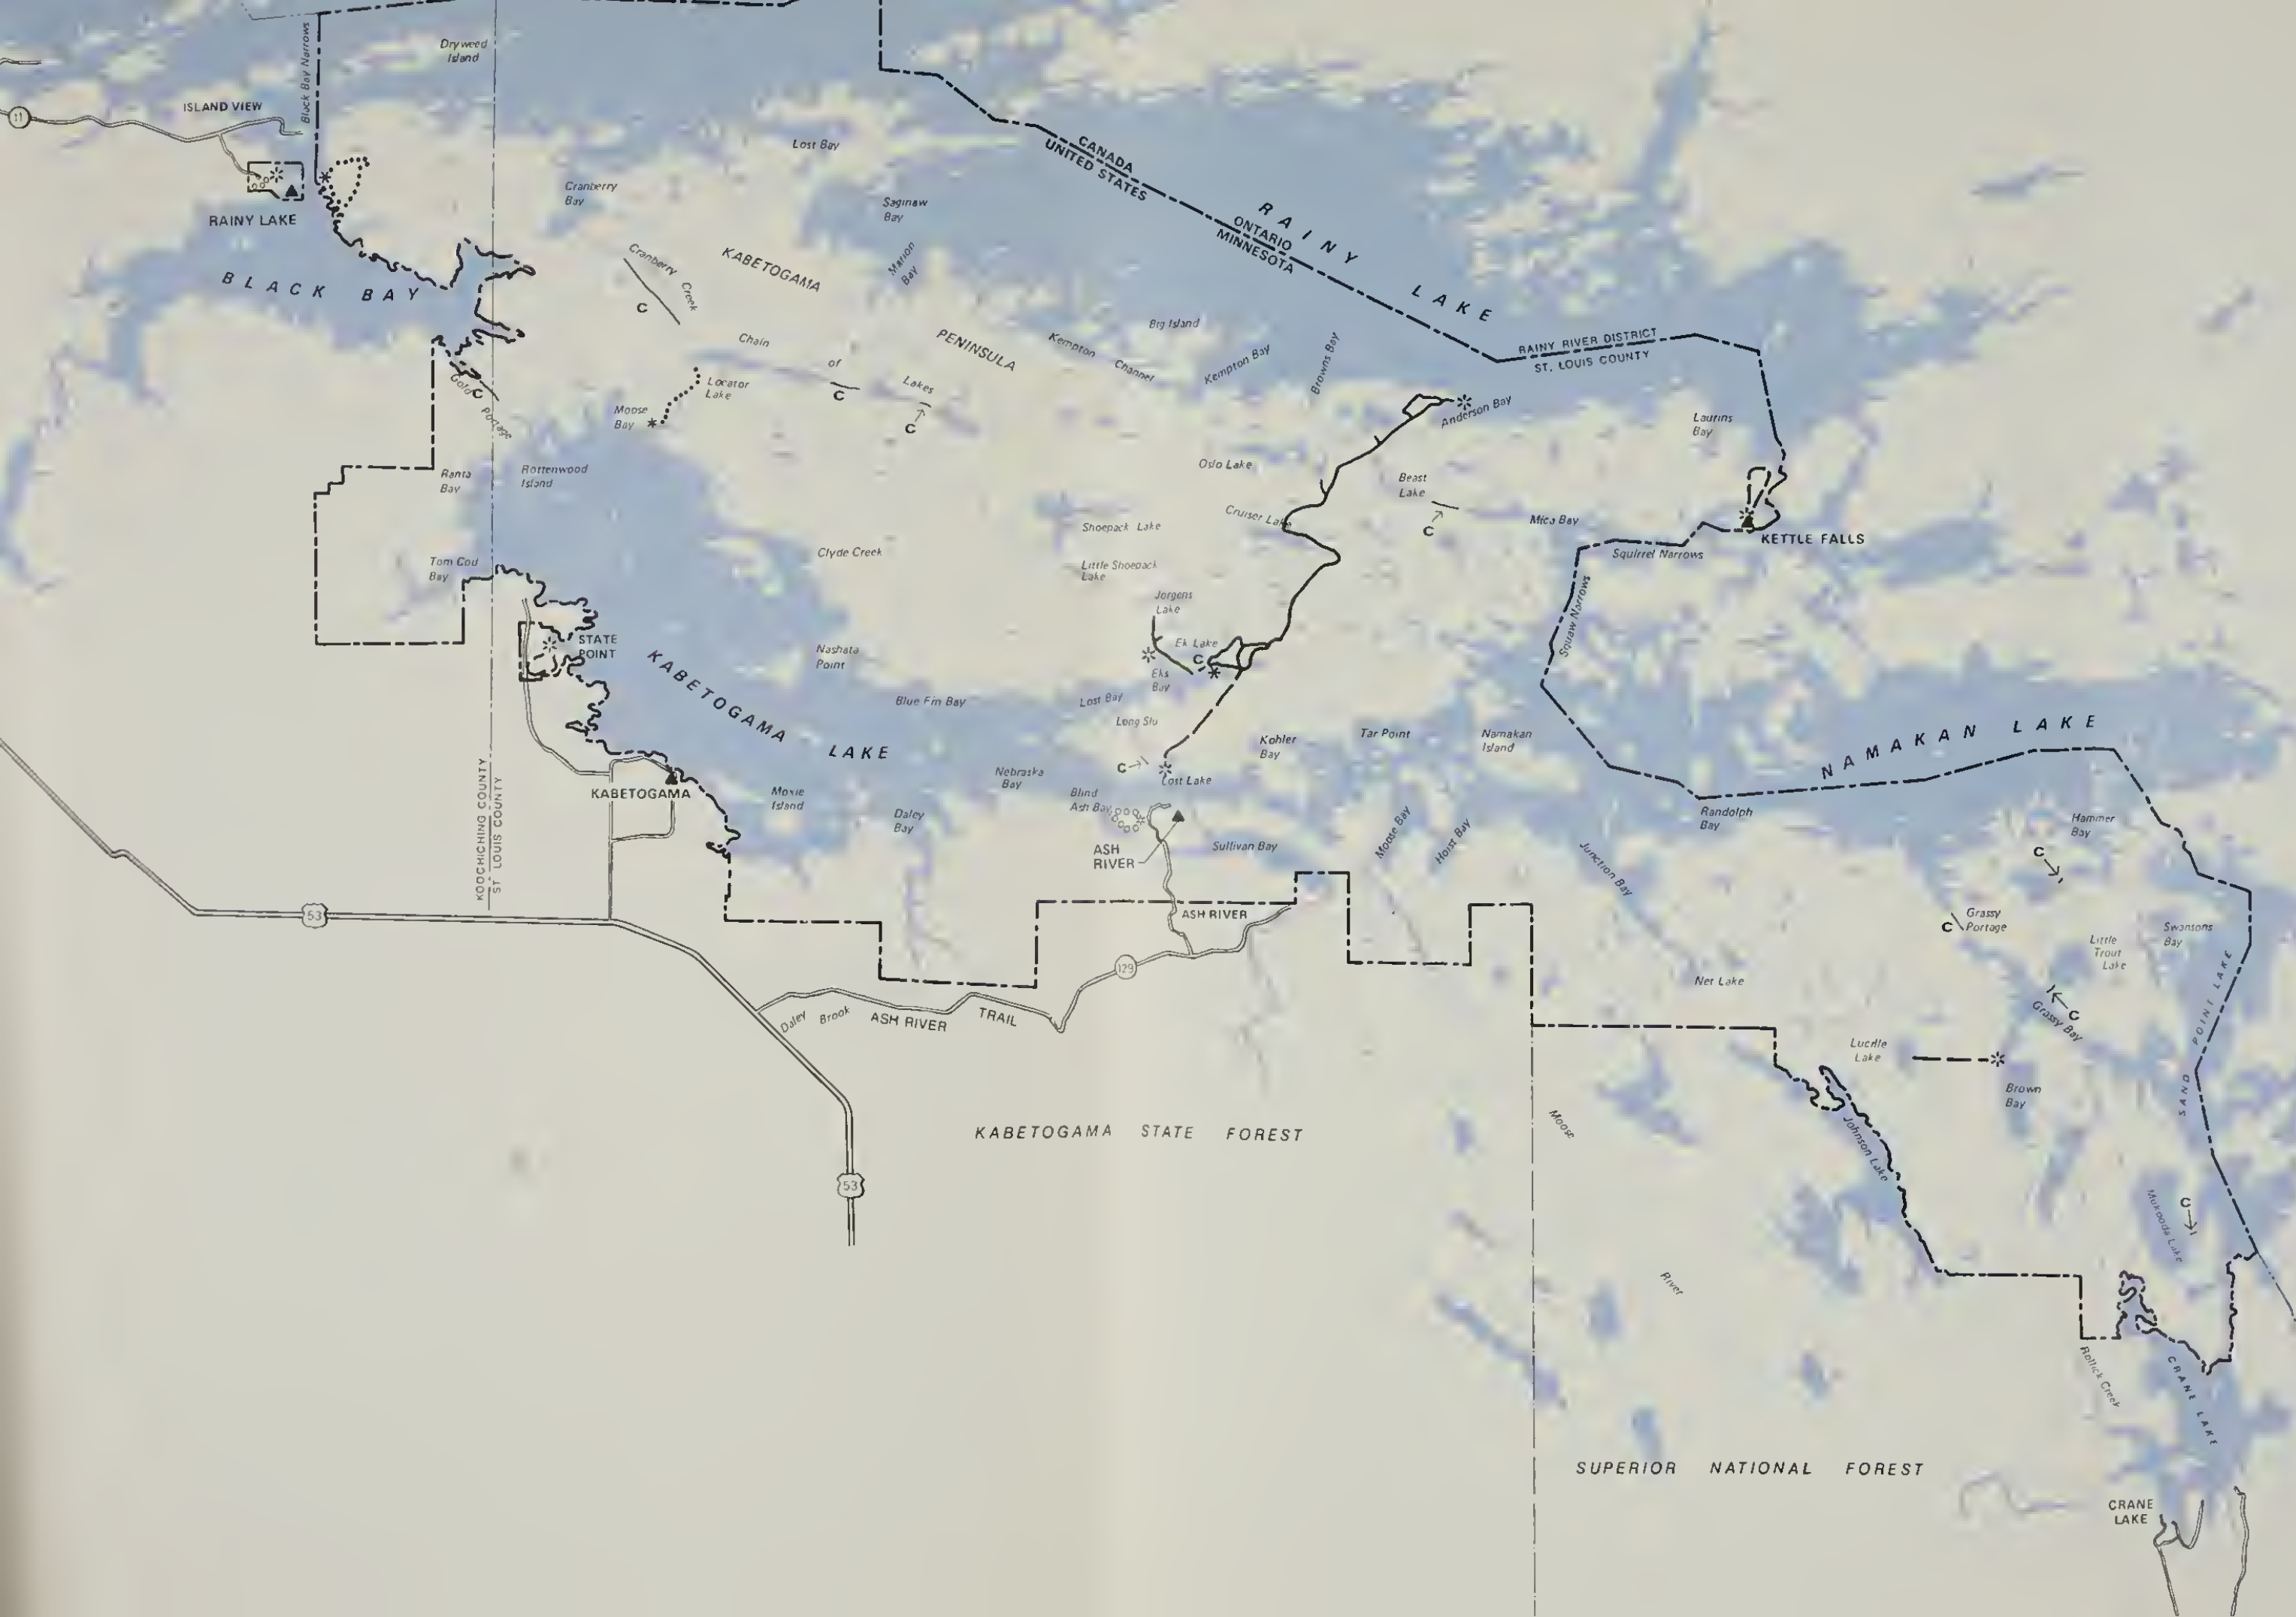 Dryweed
Island
Black Bay Narrows
ISLAND VIEW
11
Lost Bay
CANADA
UNITED STATES
Cranberry
Bay
Saginaw
Bay
RAINY LAKE
RAINY LAKE
ONTARIO
MINNESOTA
Cranberry Creek
C
KABETOGAMA
Marion
Bay
BLACK BAY
Chain of Lakes
PENINSULA
Kempton Channel
Big Island
Kempton Bay
Browns Bay
RAINY RIVER DISTRICT
ST. LOUIS COUNTY
Gold Portage
C
Locator
Lake
C
C
Moose
Bay
Anderson Bay
Laurins
Bay
Ranta
Bay
Rottenwood
Island
Oslo Lake
Beast
Lake
C
Cruiser Lake
Shoepack Lake
Mica Bay
KETTLE FALLS
Squirrel Narrows
Tom Cod
Bay
Clyde Creek
Little Shoepack
Lake
Jorgens
Lake
Squaw Narrows
STATE
POINT
Nashata
Point
Ek Lake
C
Eks
Bay
KABETOGAMA LAKE
Blue Fin Bay
Lost Bay
Long Slu
Kohler
Bay
Tar Point
Namakan
Island
NAMAKAN LAKE
C
Lost Lake
Nebraska
Bay
KABETOGAMA
Moxie
Island
Daley
Bay
Blind
Ash Bay
ASH
RIVER
Sullivan Bay
Moose Bay
Hoist Bay
Junction Bay
Randolph
Bay
Hammer
Bay
C
KOOCHICHING COUNTY
ST. LOUIS COUNTY
53
ASH RIVER
129
Grassy
Portage
C
Swansons
Bay
Little
Trout
Lake
Net Lake
Daley Brook
ASH RIVER TRAIL
C
Grassy Bay
SAND POINT LAKE
Lucille
Lake
Brown
Bay
KABETOGAMA STATE FOREST
Moose River
Johnson Lake
53
C
Mukooda Lake
Rollick Creek
CRANE LAKE
SUPERIOR NATIONAL FOREST
CRANE
LAKE